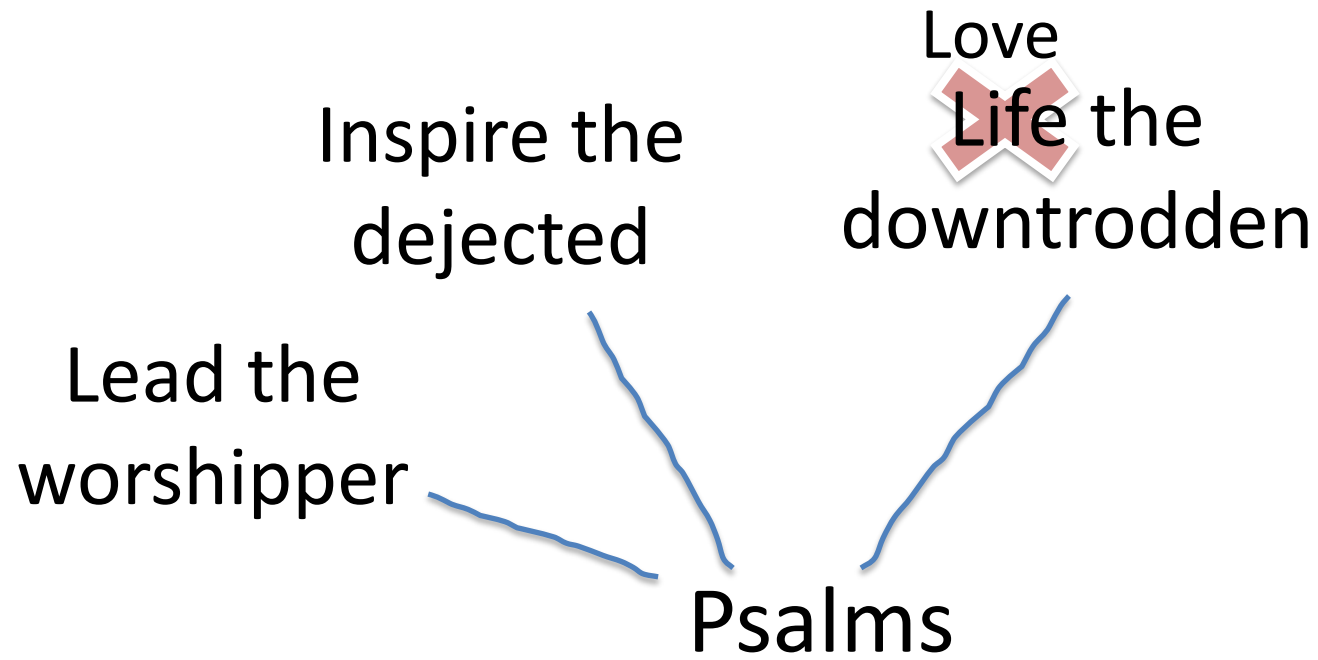 Love
Life the
downtrodden
Inspire the
dejected
Lead the
worshipper
Psalms